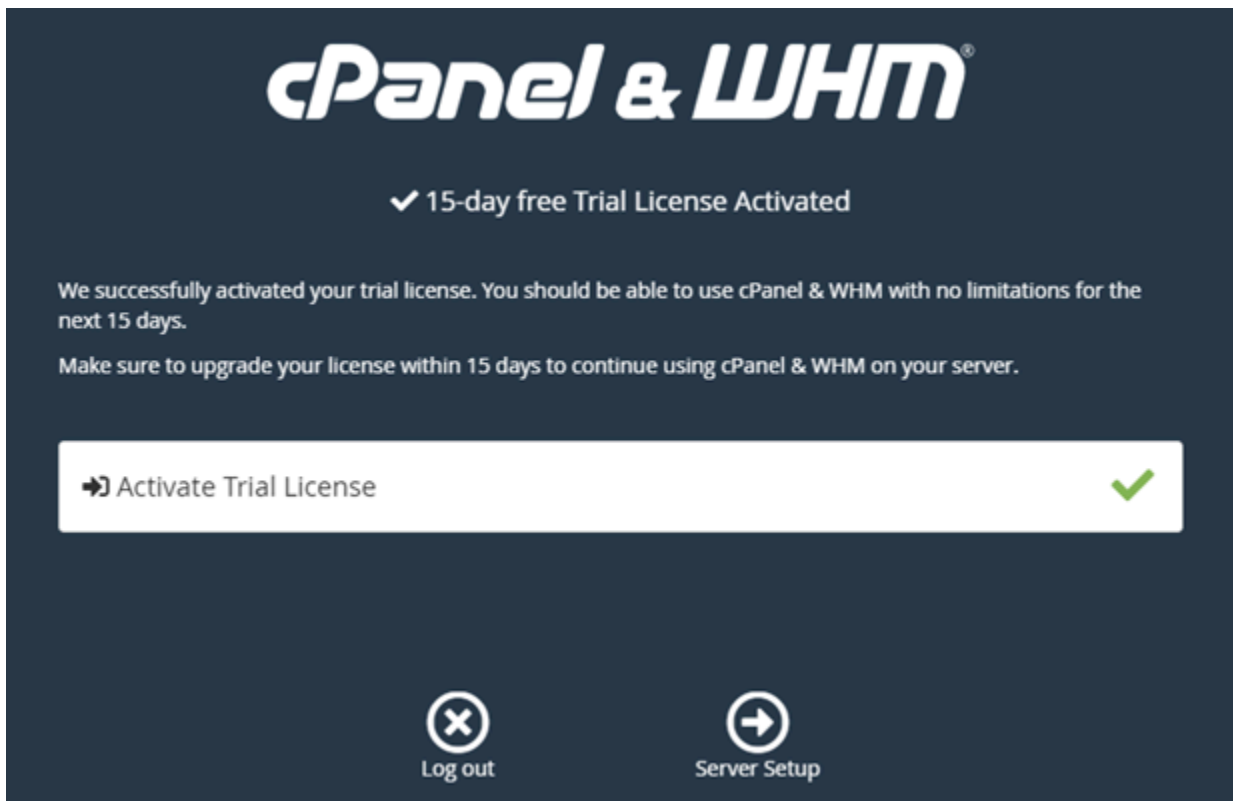 cPanel & WHM®
15-day free Trial License Activated
We successfully activated your trial license. You should be able to use cPanel & WHM with no limitations for the
next 15 days.
Make sure to upgrade your license within 15 days to continue using cPanel & WHM on your server.
Activate Trial License
Log out
Server Setup